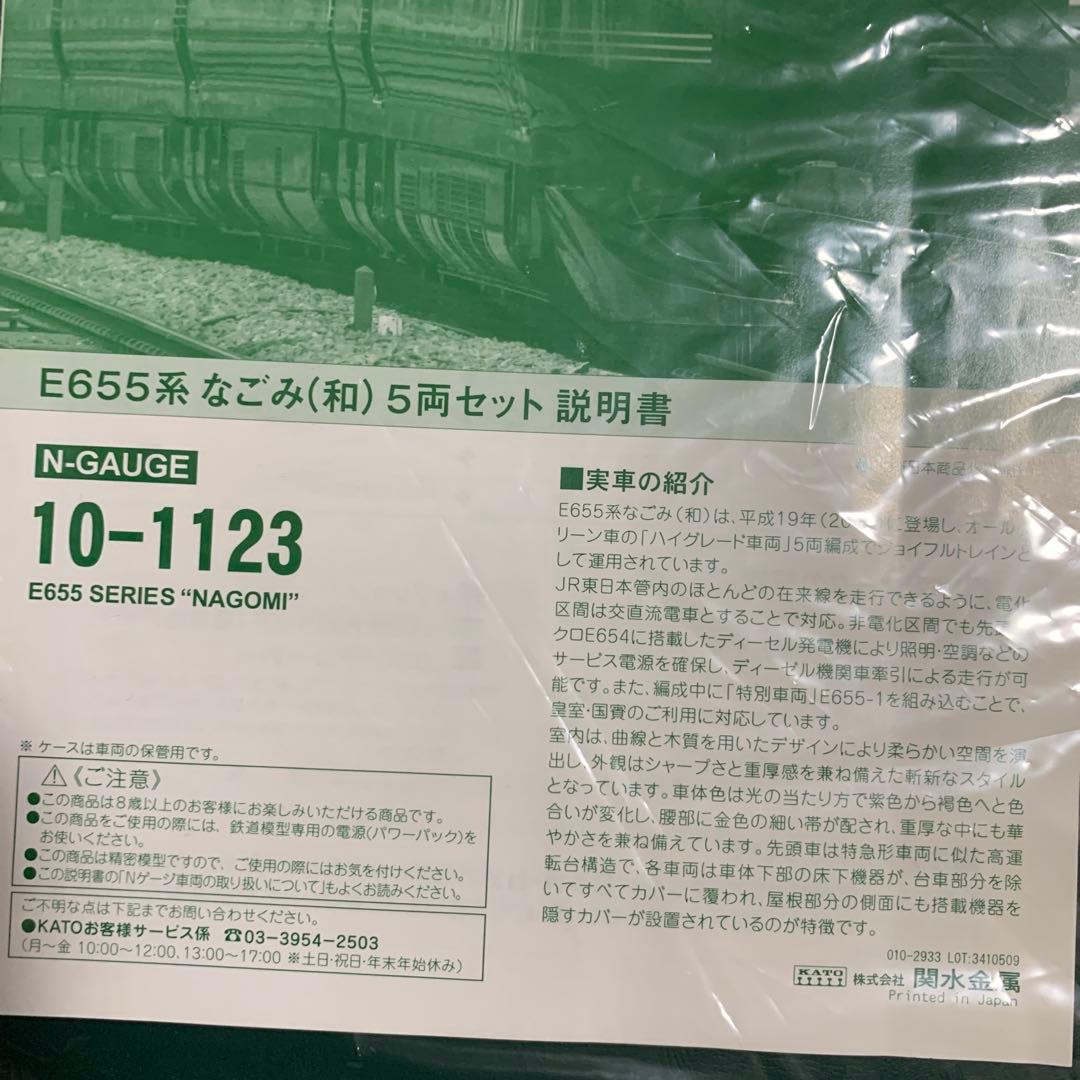 E655系 なごみ(和) 5両セット 説明書
N-GAUGE
10-1123
E655 SERIES “NAGOMI”
※ ケースは車両の保管用です。
⚠《ご注意》
●この商品は8歳以上のお客様にお楽しみいただける商品です。
●この商品をご使用の際には、鉄道模型専用の電源(パワーパック)を
お使いください。
●この商品は精密模型ですので、ご使用の際にはお気を付けください。
●この説明書の「Nゲージ車両の取り扱いについて」もよくお読みください。
ご不明な点は下記までお問い合わせください。
●KATOお客様サービス係 ☎03-3954-2503
(月〜金 10:00〜12:00、13:00〜17:00 ※土日・祝日・年末年始休み)
日本商品
■実車の紹介
E655系なごみ(和)は、平成19年(20 に登場し、オール
リーン車の「ハイグレード車両」5両編成でジョイフルトレインと
して運用されています。
JR東日本管内のほとんどの在来線を走行できるように、電化
区間は交直流電車とすることで対応。非電化区間でも先
クロE654に搭載したディーゼル発電機により照明・空調などの
サービス電源を確保し、ディーゼル機関車牽引による走行が可
能です。また、編成中に「特別車両」E655-1を組み込むことで、
皇室・国賓のご利用に対応しています。
室内は、曲線と木質を用いたデザインにより柔らかい空間を演
出し、外観はシャープさと重厚感を兼ね備えた斬新なスタイル
となっています。車体色は光の当たり方で紫色から褐色へと色
合いが変化し、腰部に金色の細い帯が配され、重厚な中にも華
やかさを兼ね備えています。先頭車は特急形車両に似た高運
転台構造で、各車両は車体下部の床下機器が、台車部分を除
いてすべてカバーに覆われ、屋根部分の側面にも搭載機器を
隠すカバーが設置されているのが特徴です。
010-2933 LOT:3410509
KATO 株式会社 関水金属
Printed in Japan